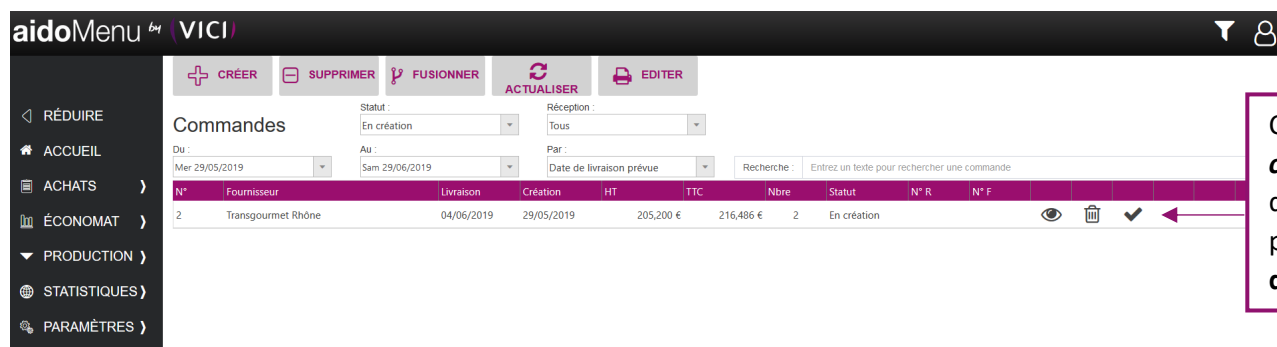 aidoMenu by VICI
CRÉER
SUPPRIMER
FUSIONNER
ACTUALISER
EDITER
RÉDUIRE
ACCUEIL
ACHATS
ÉCONOMAT
PRODUCTION
STATISTIQUES
PARAMÈTRES
Commandes
Statut :
En création
Réception :
Tous
Du :
Mer 29/05/2019
Au :
Sam 29/06/2019
Par :
Date de livraison prévue
Recherche : Entrez un texte pour rechercher une commande
N° Fournisseur Livraison Création HT TTC Nbre Statut N° R N° F
2 Transgourmet Rhône 04/06/2019 29/05/2019 205,200 € 216,486 € 2 En création